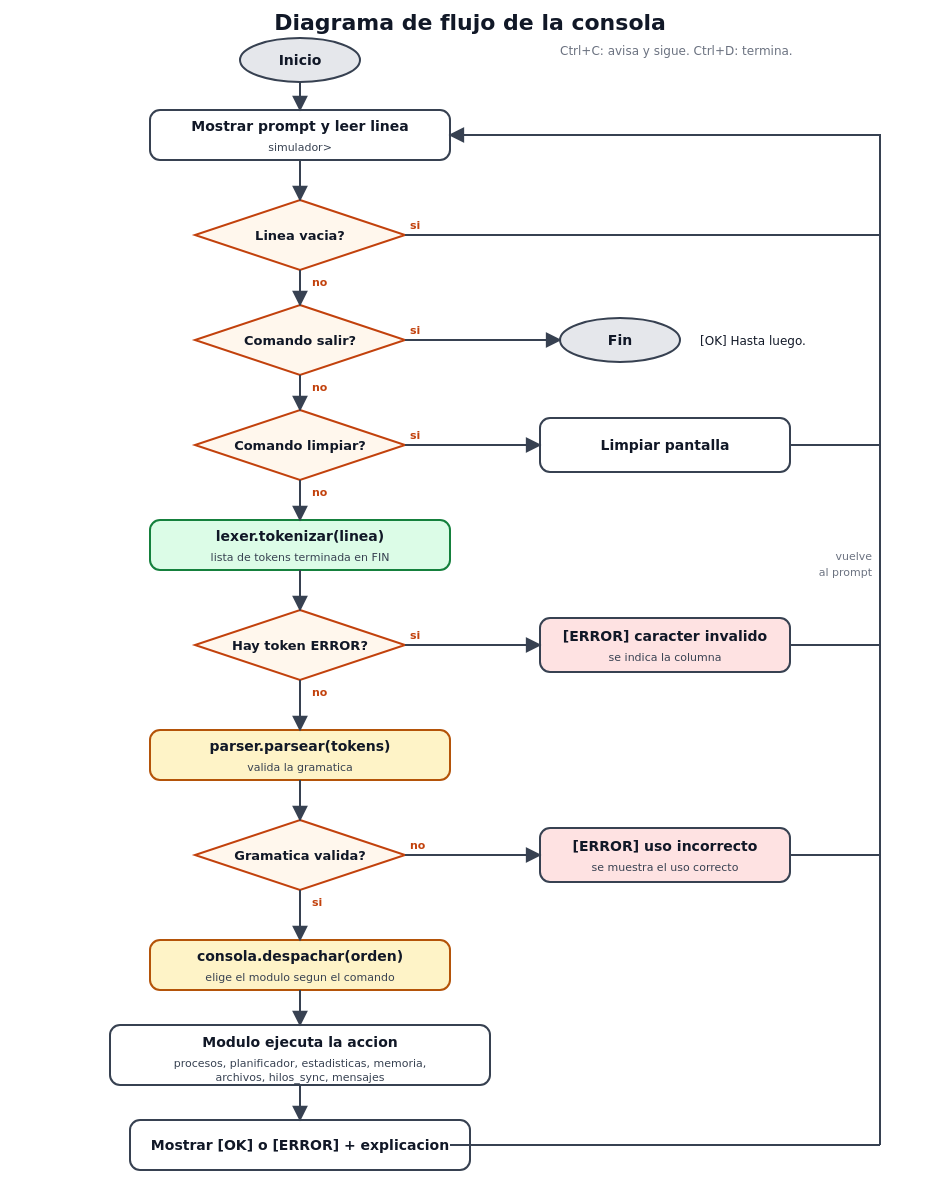 Diagrama de flujo de la consola
Inicio
Ctrl+C: avisa y sigue. Ctrl+D: termina.
Mostrar prompt y leer linea
simulador>
Linea vacia?
si
no
Comando salir?
si
Fin
[OK] Hasta luego.
no
Comando limpiar?
si
Limpiar pantalla
no
lexer.tokenizar(linea)
lista de tokens terminada en FIN
vuelve
al prompt
Hay token ERROR?
si
[ERROR] caracter invalido
se indica la columna
no
parser.parsear(tokens)
valida la gramatica
Gramatica valida?
no
[ERROR] uso incorrecto
se muestra el uso correcto
si
consola.despachar(orden)
elige el modulo segun el comando
Modulo ejecuta la accion
procesos, planificador, estadisticas, memoria,
archivos, hilos_sync, mensajes
Mostrar [OK] o [ERROR] + explicacion